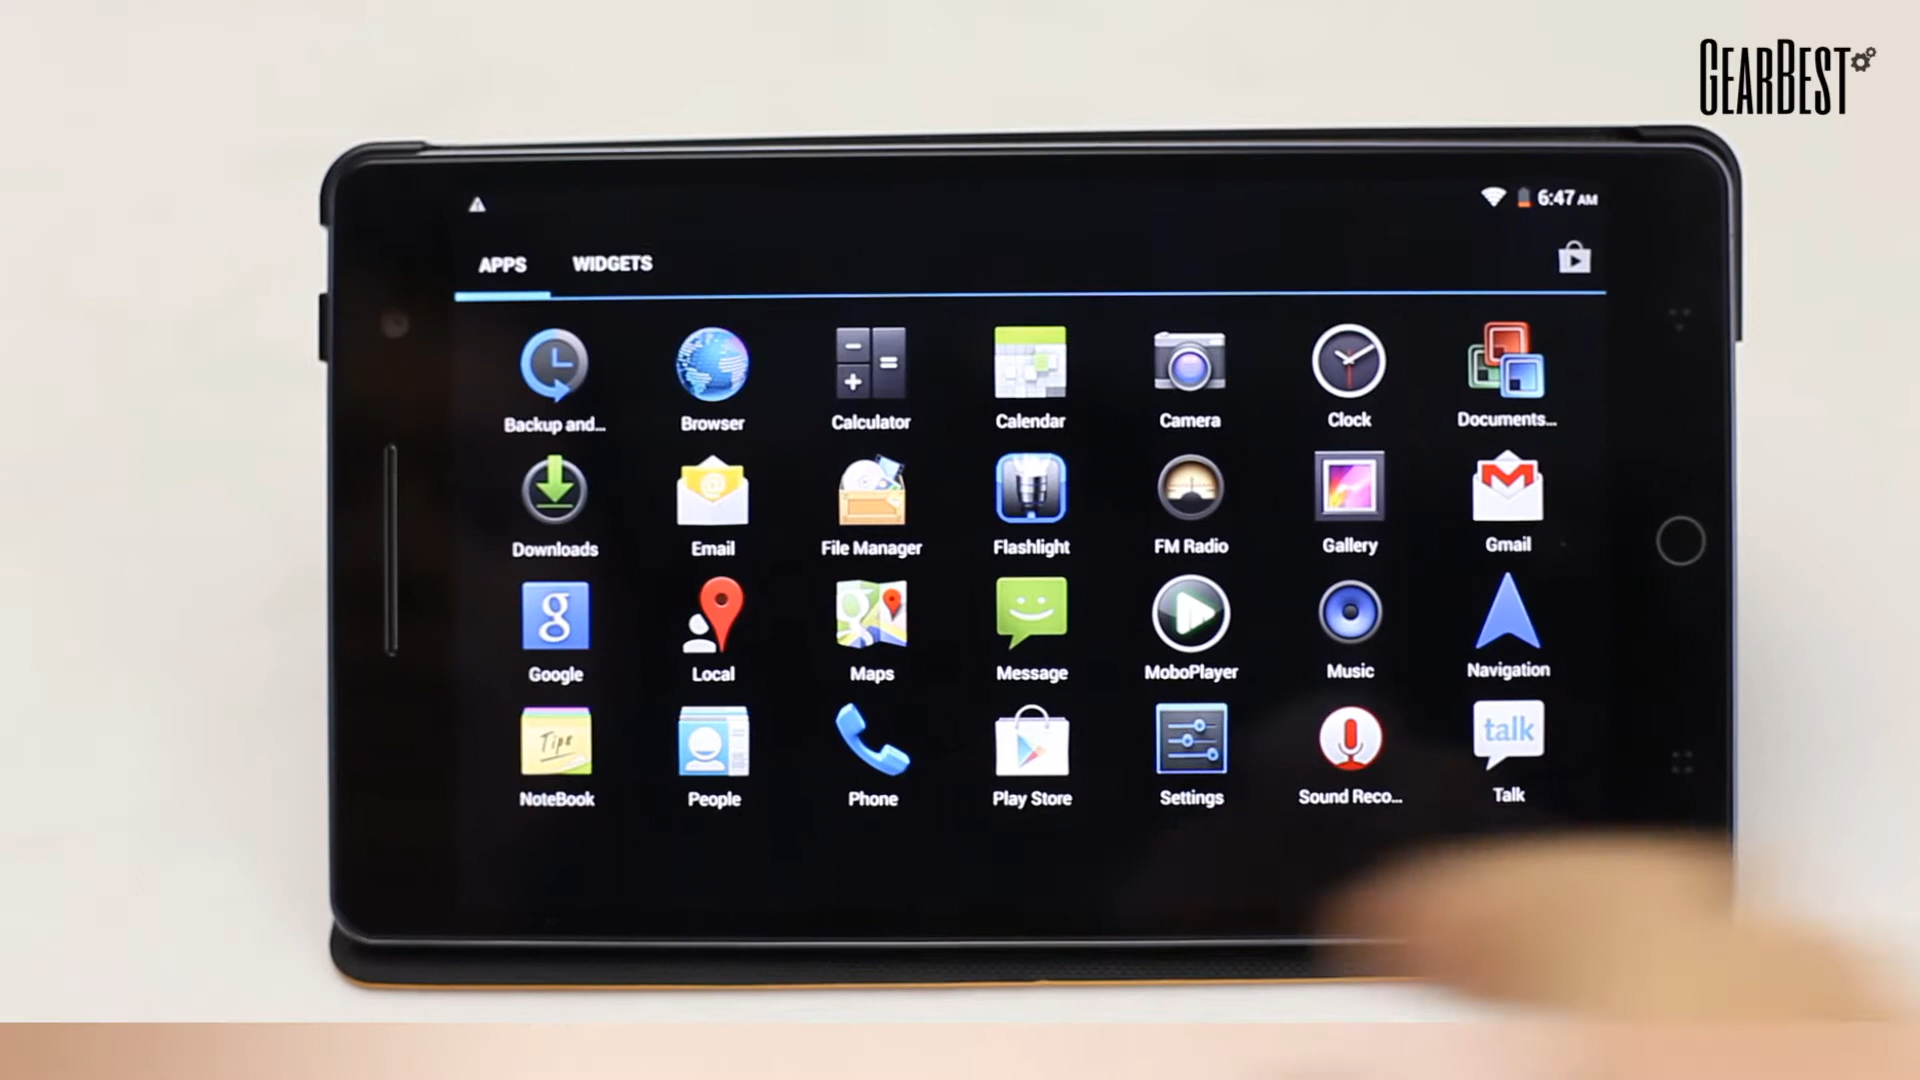 GEARBEST
6:47 AM
APPS WIDGETS
Backup and... Browser Calculator Calendar Camera Clock Documents...
Downloads Email File Manager Flashlight FM Radio Gallery Gmail
g
Google Local Maps Message MoboPlayer Music Navigation
Tips talk
NoteBook People Phone Play Store Settings Sound Reco... Talk